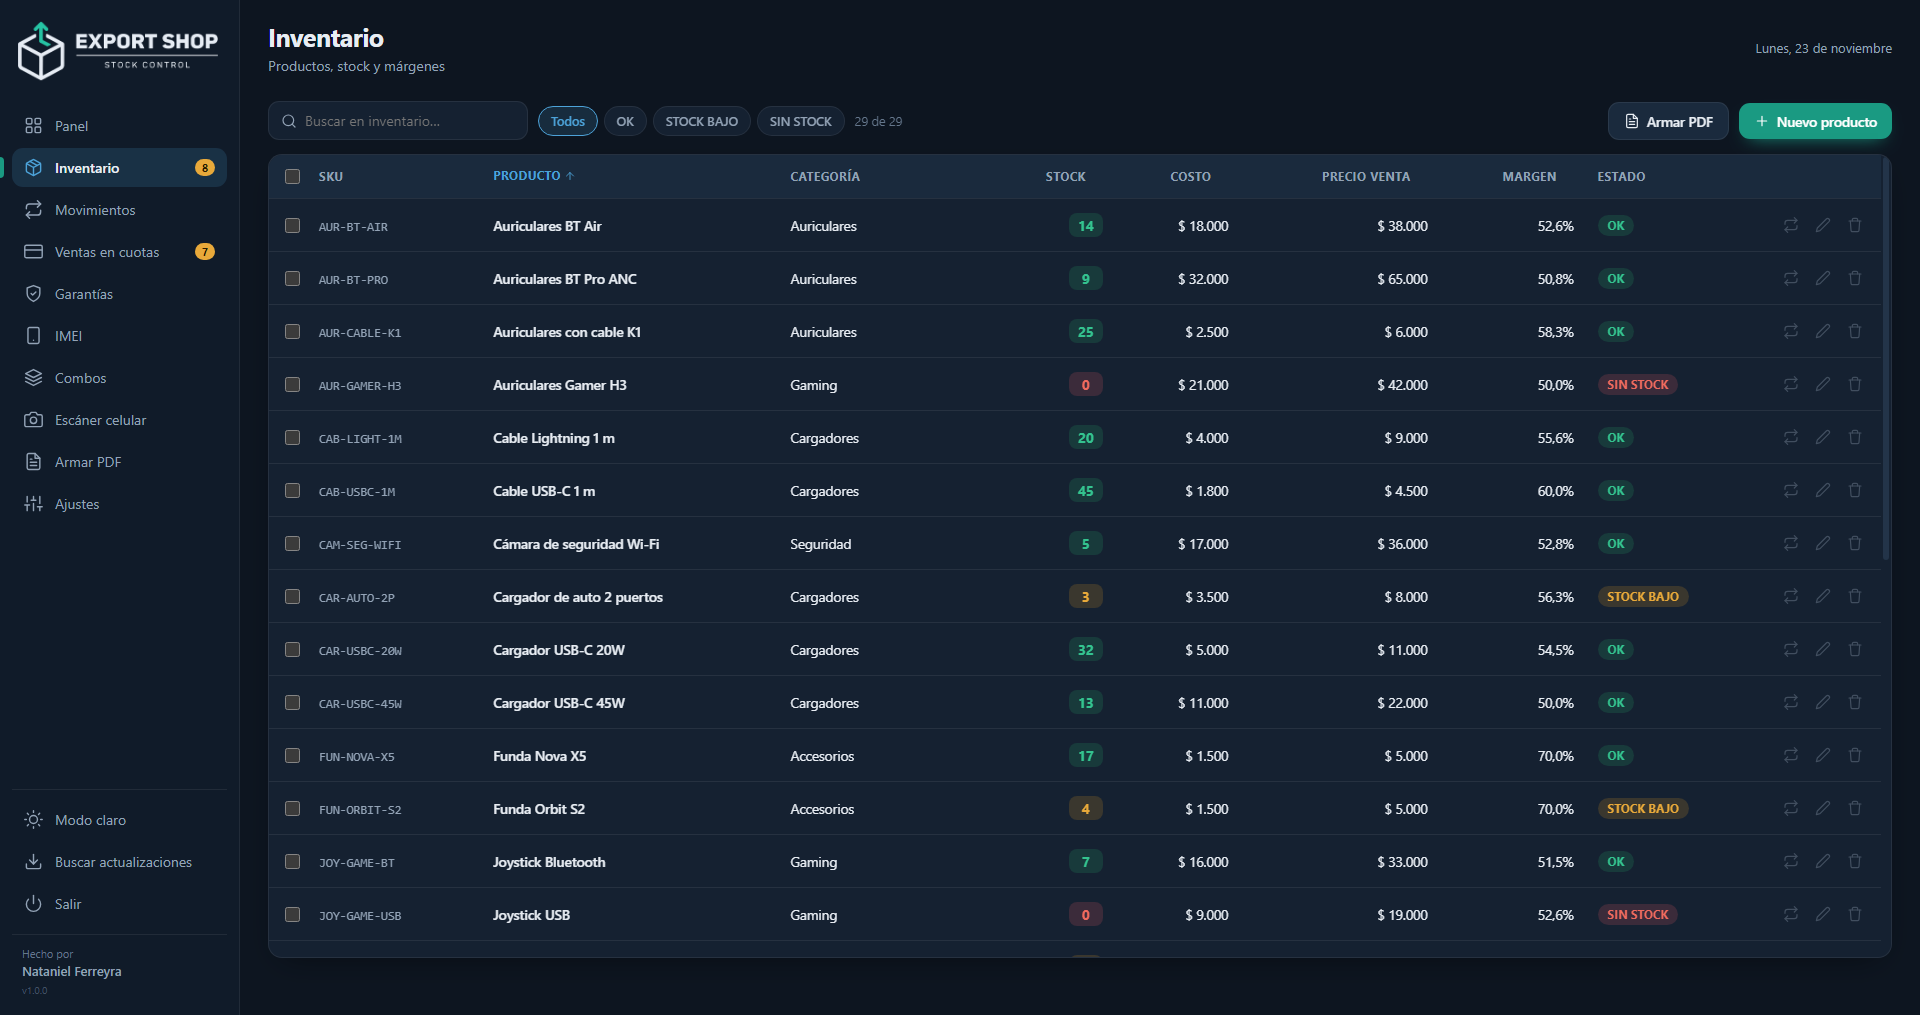 EXPORT SHOP
STOCK CONTROL
Panel
Inventario 8
Movimientos
Ventas en cuotas 7
Garantías
IMEI
Combos
Escáner celular
Armar PDF
Ajustes
Modo claro
Buscar actualizaciones
Salir
Hecho por
Nataniel Ferreyra
v1.0.0
Inventario
Productos, stock y márgenes
Lunes, 23 de noviembre
Buscar en inventario... Todos OK STOCK BAJO SIN STOCK 29 de 29 Armar PDF + Nuevo producto
SKU PRODUCTO ↑ CATEGORÍA STOCK COSTO PRECIO VENTA MARGEN ESTADO
AUR-BT-AIR Auriculares BT Air Auriculares 14 $ 18.000 $ 38.000 52,6% OK
AUR-BT-PRO Auriculares BT Pro ANC Auriculares 9 $ 32.000 $ 65.000 50,8% OK
AUR-CABLE-K1 Auriculares con cable K1 Auriculares 25 $ 2.500 $ 6.000 58,3% OK
AUR-GAMER-H3 Auriculares Gamer H3 Gaming 0 $ 21.000 $ 42.000 50,0% SIN STOCK
CAB-LIGHT-1M Cable Lightning 1 m Cargadores 20 $ 4.000 $ 9.000 55,6% OK
CAB-USBC-1M Cable USB-C 1 m Cargadores 45 $ 1.800 $ 4.500 60,0% OK
CAM-SEG-WIFI Cámara de seguridad Wi-Fi Seguridad 5 $ 17.000 $ 36.000 52,8% OK
CAR-AUTO-2P Cargador de auto 2 puertos Cargadores 3 $ 3.500 $ 8.000 56,3% STOCK BAJO
CAR-USBC-20W Cargador USB-C 20W Cargadores 32 $ 5.000 $ 11.000 54,5% OK
CAR-USBC-45W Cargador USB-C 45W Cargadores 13 $ 11.000 $ 22.000 50,0% OK
FUN-NOVA-X5 Funda Nova X5 Accesorios 17 $ 1.500 $ 5.000 70,0% OK
FUN-ORBIT-S2 Funda Orbit S2 Accesorios 4 $ 1.500 $ 5.000 70,0% STOCK BAJO
JOY-GAME-BT Joystick Bluetooth Gaming 7 $ 16.000 $ 33.000 51,5% OK
JOY-GAME-USB Joystick USB Gaming 0 $ 9.000 $ 19.000 52,6% SIN STOCK